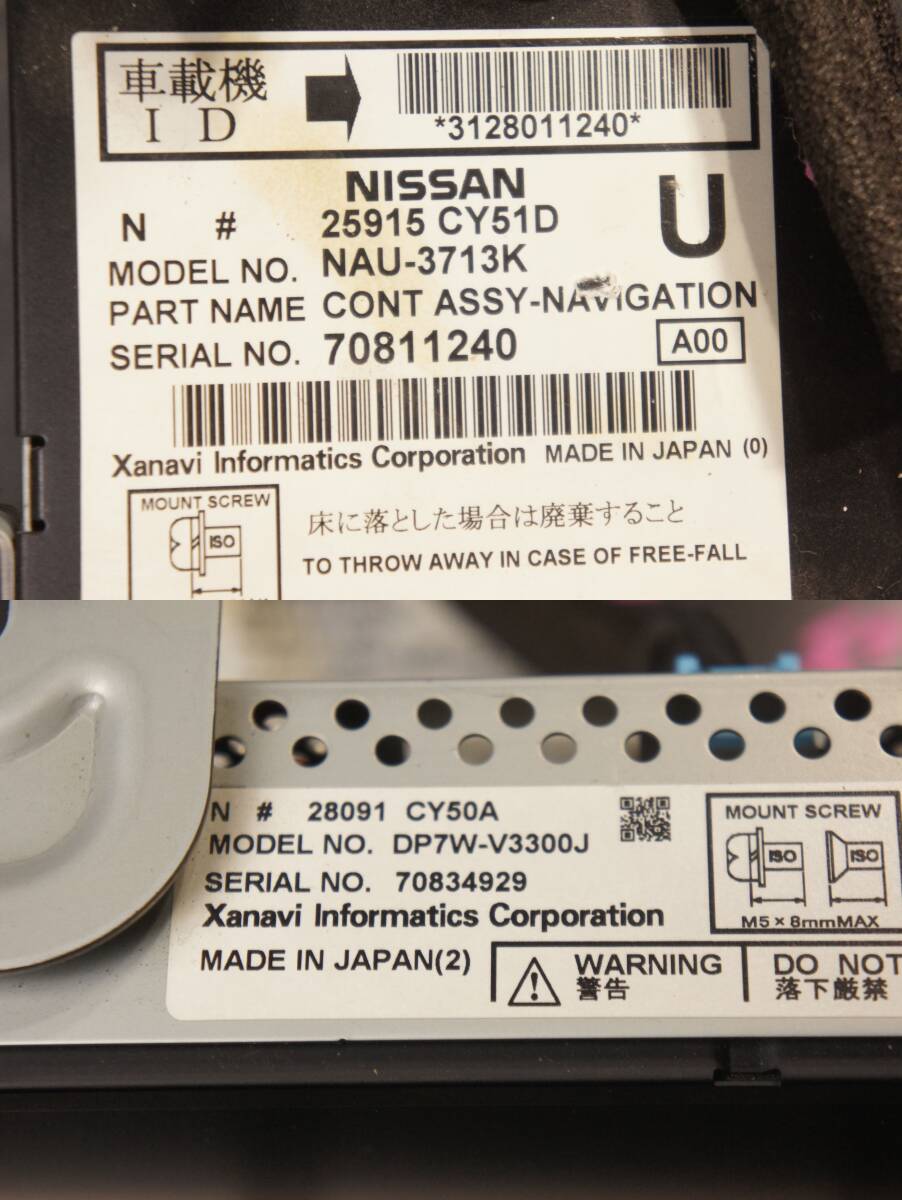 車載機
ID
*3128011240*
NISSAN
N # 25915 CY51D
U
MODEL NO. NAU-3713K
PART NAME CONT ASSY-NAVIGATION
SERIAL NO. 70811240
A00
Xanavi Informatics Corporation MADE IN JAPAN (0)
MOUNT SCREW
ISO
床に落とした場合は廃棄すること
TO THROW AWAY IN CASE OF FREE-FALL
N # 28091 CY50A
MODEL NO. DP7W-V3300J
SERIAL NO. 70834929
Xanavi Informatics Corporation
MADE IN JAPAN(2)
MOUNT SCREW
ISO ISO
M5×8mmMAX
WARNING
警告
DO NOT
落下厳禁